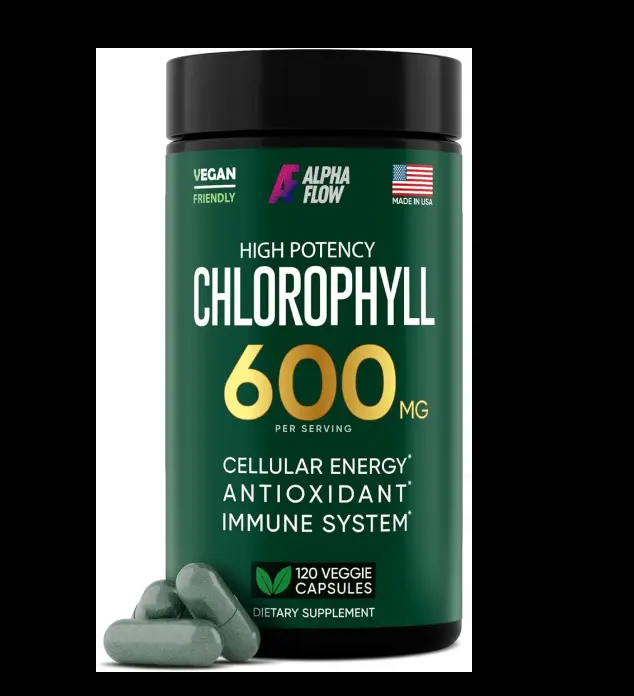 VEGAN
FRIENDLY
ALPHA
FLOW
MADE IN USA
HIGH POTENCY
CHLOROPHYLL
600 MG
PER SERVING
CELLULAR ENERGY*
ANTIOXIDANT*
IMMUNE SYSTEM*
120 VEGGIE
CAPSULES
DIETARY SUPPLEMENT